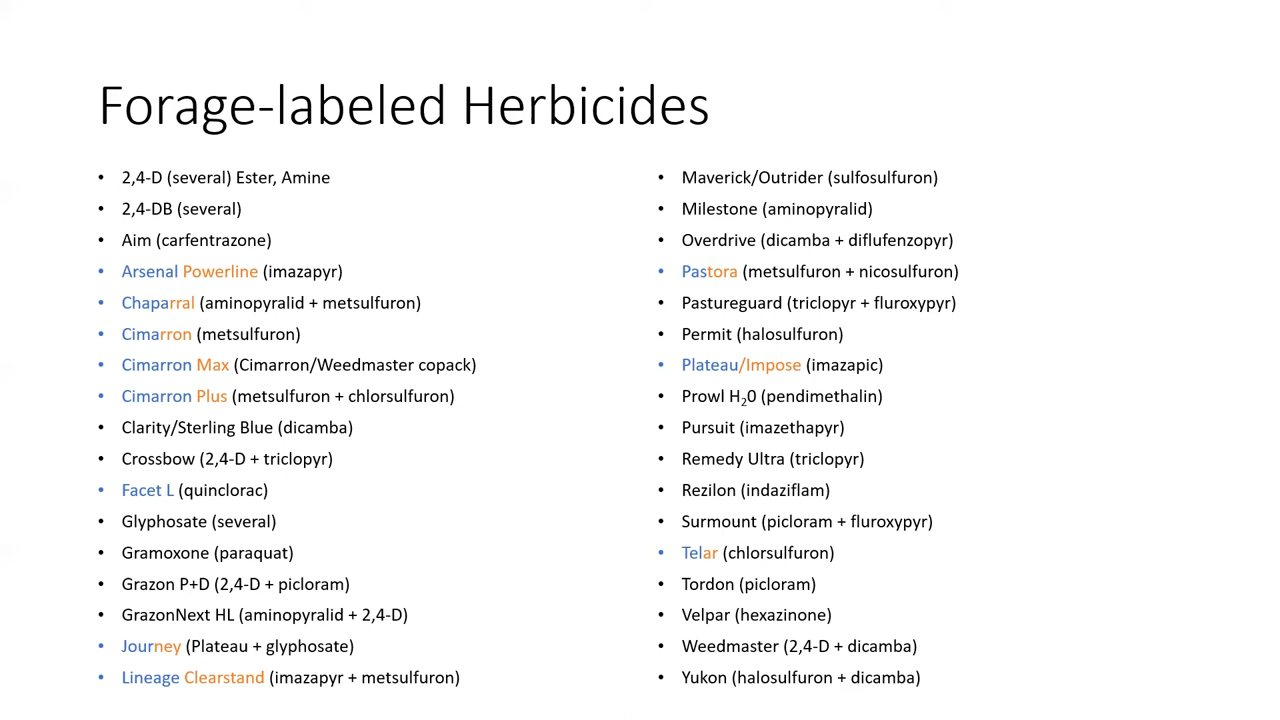 Forage-labeled Herbicides
• 2,4-D (several) Ester, Amine
• 2,4-DB (several)
• Aim (carfentrazone)
• Arsenal Powerline (imazapyr)
• Chaparral (aminopyralid + metsulfuron)
• Cimarron (metsulfuron)
• Cimarron Max (Cimarron/Weedmaster copack)
• Cimarron Plus (metsulfuron + chlorsulfuron)
• Clarity/Sterling Blue (dicamba)
• Crossbow (2,4-D + triclopyr)
• Facet L (quinclorac)
• Glyphosate (several)
• Gramoxone (paraquat)
• Grazon P+D (2,4-D + picloram)
• GrazonNext HL (aminopyralid + 2,4-D)
• Journey (Plateau + glyphosate)
• Lineage Clearstand (imazapyr + metsulfuron)
• Maverick/Outrider (sulfosulfuron)
• Milestone (aminopyralid)
• Overdrive (dicamba + diflufenzopyr)
• Pastora (metsulfuron + nicosulfuron)
• Pastureguard (triclopyr + fluroxypyr)
• Permit (halosulfuron)
• Plateau/Impose (imazapic)
• Prowl H₂0 (pendimethalin)
• Pursuit (imazethapyr)
• Remedy Ultra (triclopyr)
• Rezilon (indaziflam)
• Surmount (picloram + fluroxypyr)
• Telar (chlorsulfuron)
• Tordon (picloram)
• Velpar (hexazinone)
• Weedmaster (2,4-D + dicamba)
• Yukon (halosulfuron + dicamba)